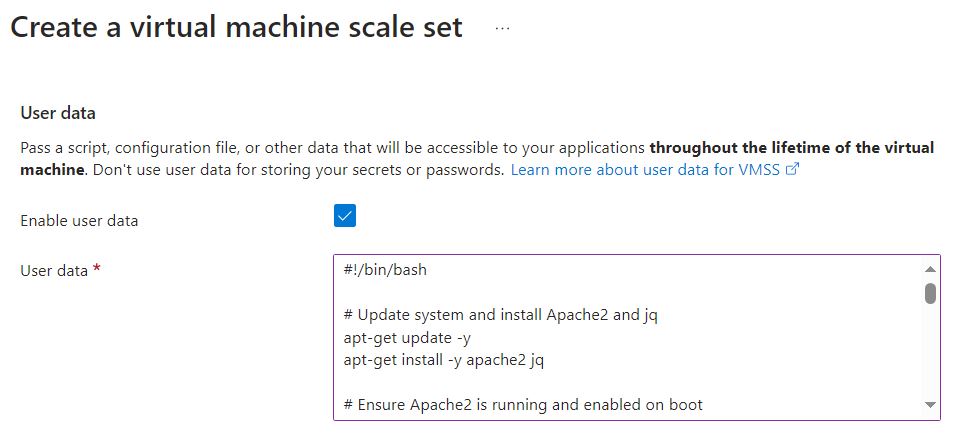 Create a virtual machine scale set ...
User data
Pass a script, configuration file, or other data that will be accessible to your applications throughout the lifetime of the virtual
machine. Don't use user data for storing your secrets or passwords. Learn more about user data for VMSS
Enable user data
User data *
#!/bin/bash
# Update system and install Apache2 and jq
apt-get update -y
apt-get install -y apache2 jq
# Ensure Apache2 is running and enabled on boot